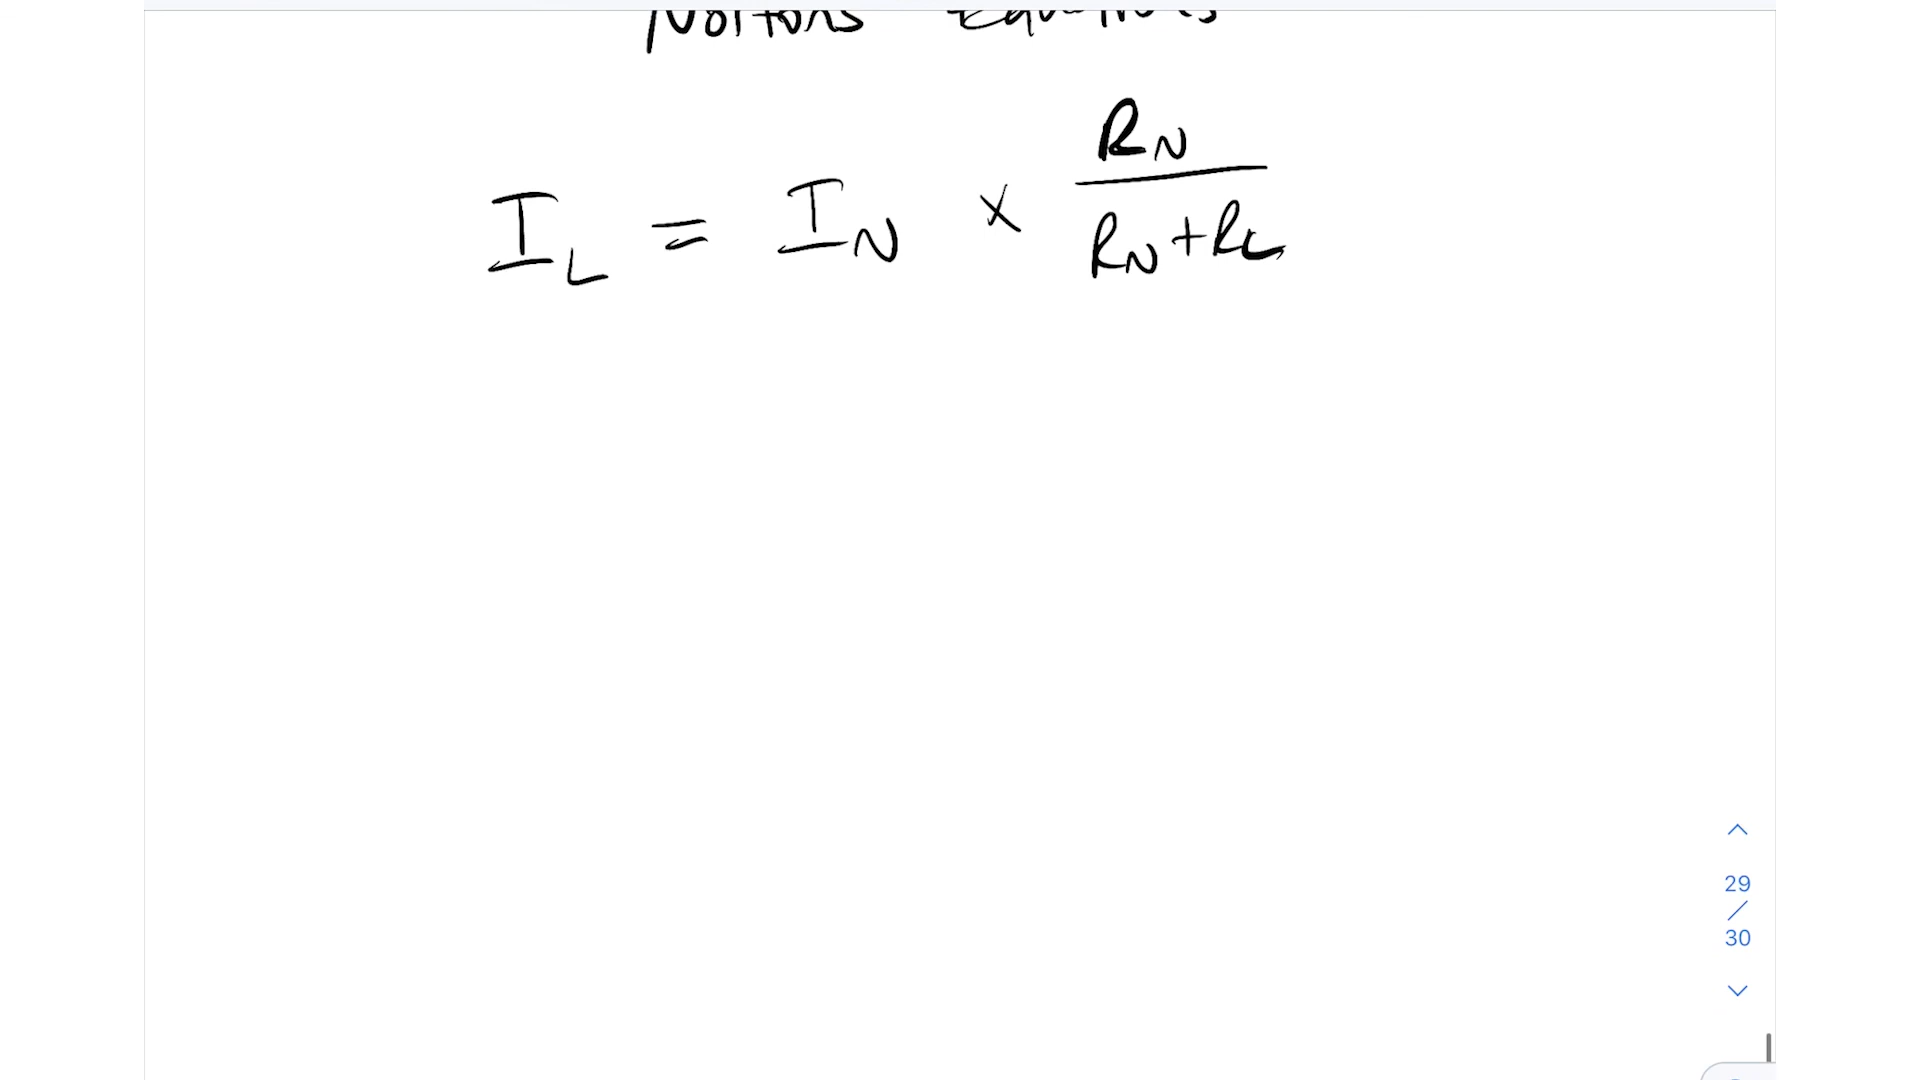 Nortons Equations
I_L = I_N × R_N / (R_N + R_L)
29
/
30